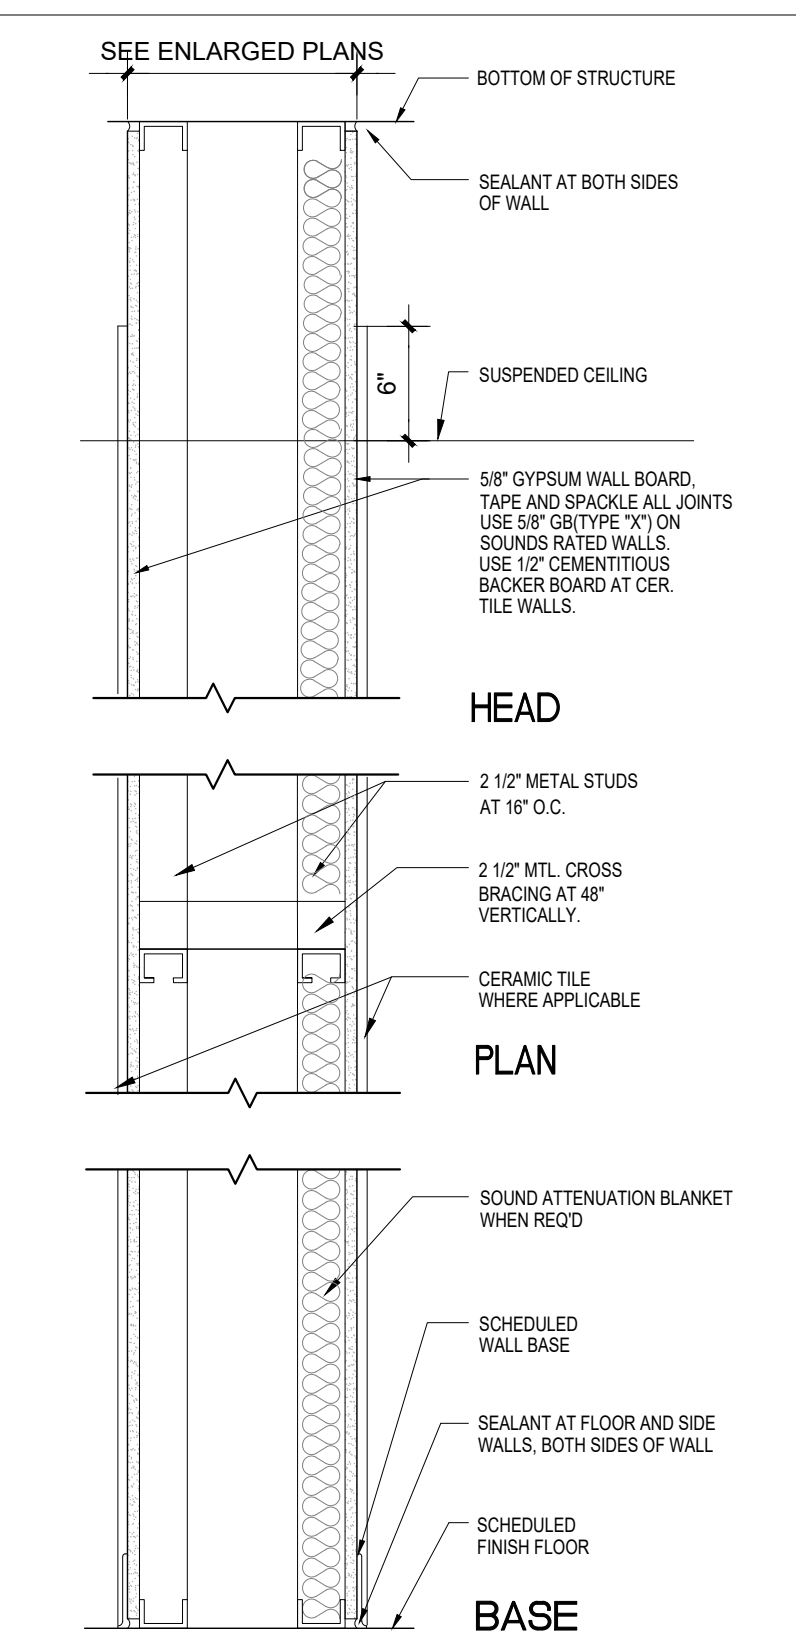 SEE ENLARGED PLANS
BOTTOM OF STRUCTURE
SEALANT AT BOTH SIDES
OF WALL
6"
SUSPENDED CEILING
5/8" GYPSUM WALL BOARD,
TAPE AND SPACKLE ALL JOINTS
USE 5/8" GB(TYPE "X") ON
SOUNDS RATED WALLS.
USE 1/2" CEMENTITIOUS
BACKER BOARD AT CER.
TILE WALLS.
HEAD
2 1/2" METAL STUDS
AT 16" O.C.
2 1/2" MTL. CROSS
BRACING AT 48"
VERTICALLY.
CERAMIC TILE
WHERE APPLICABLE
PLAN
SOUND ATTENUATION BLANKET
WHEN REQ'D
SCHEDULED
WALL BASE
SEALANT AT FLOOR AND SIDE
WALLS, BOTH SIDES OF WALL
SCHEDULED
FINISH FLOOR
BASE